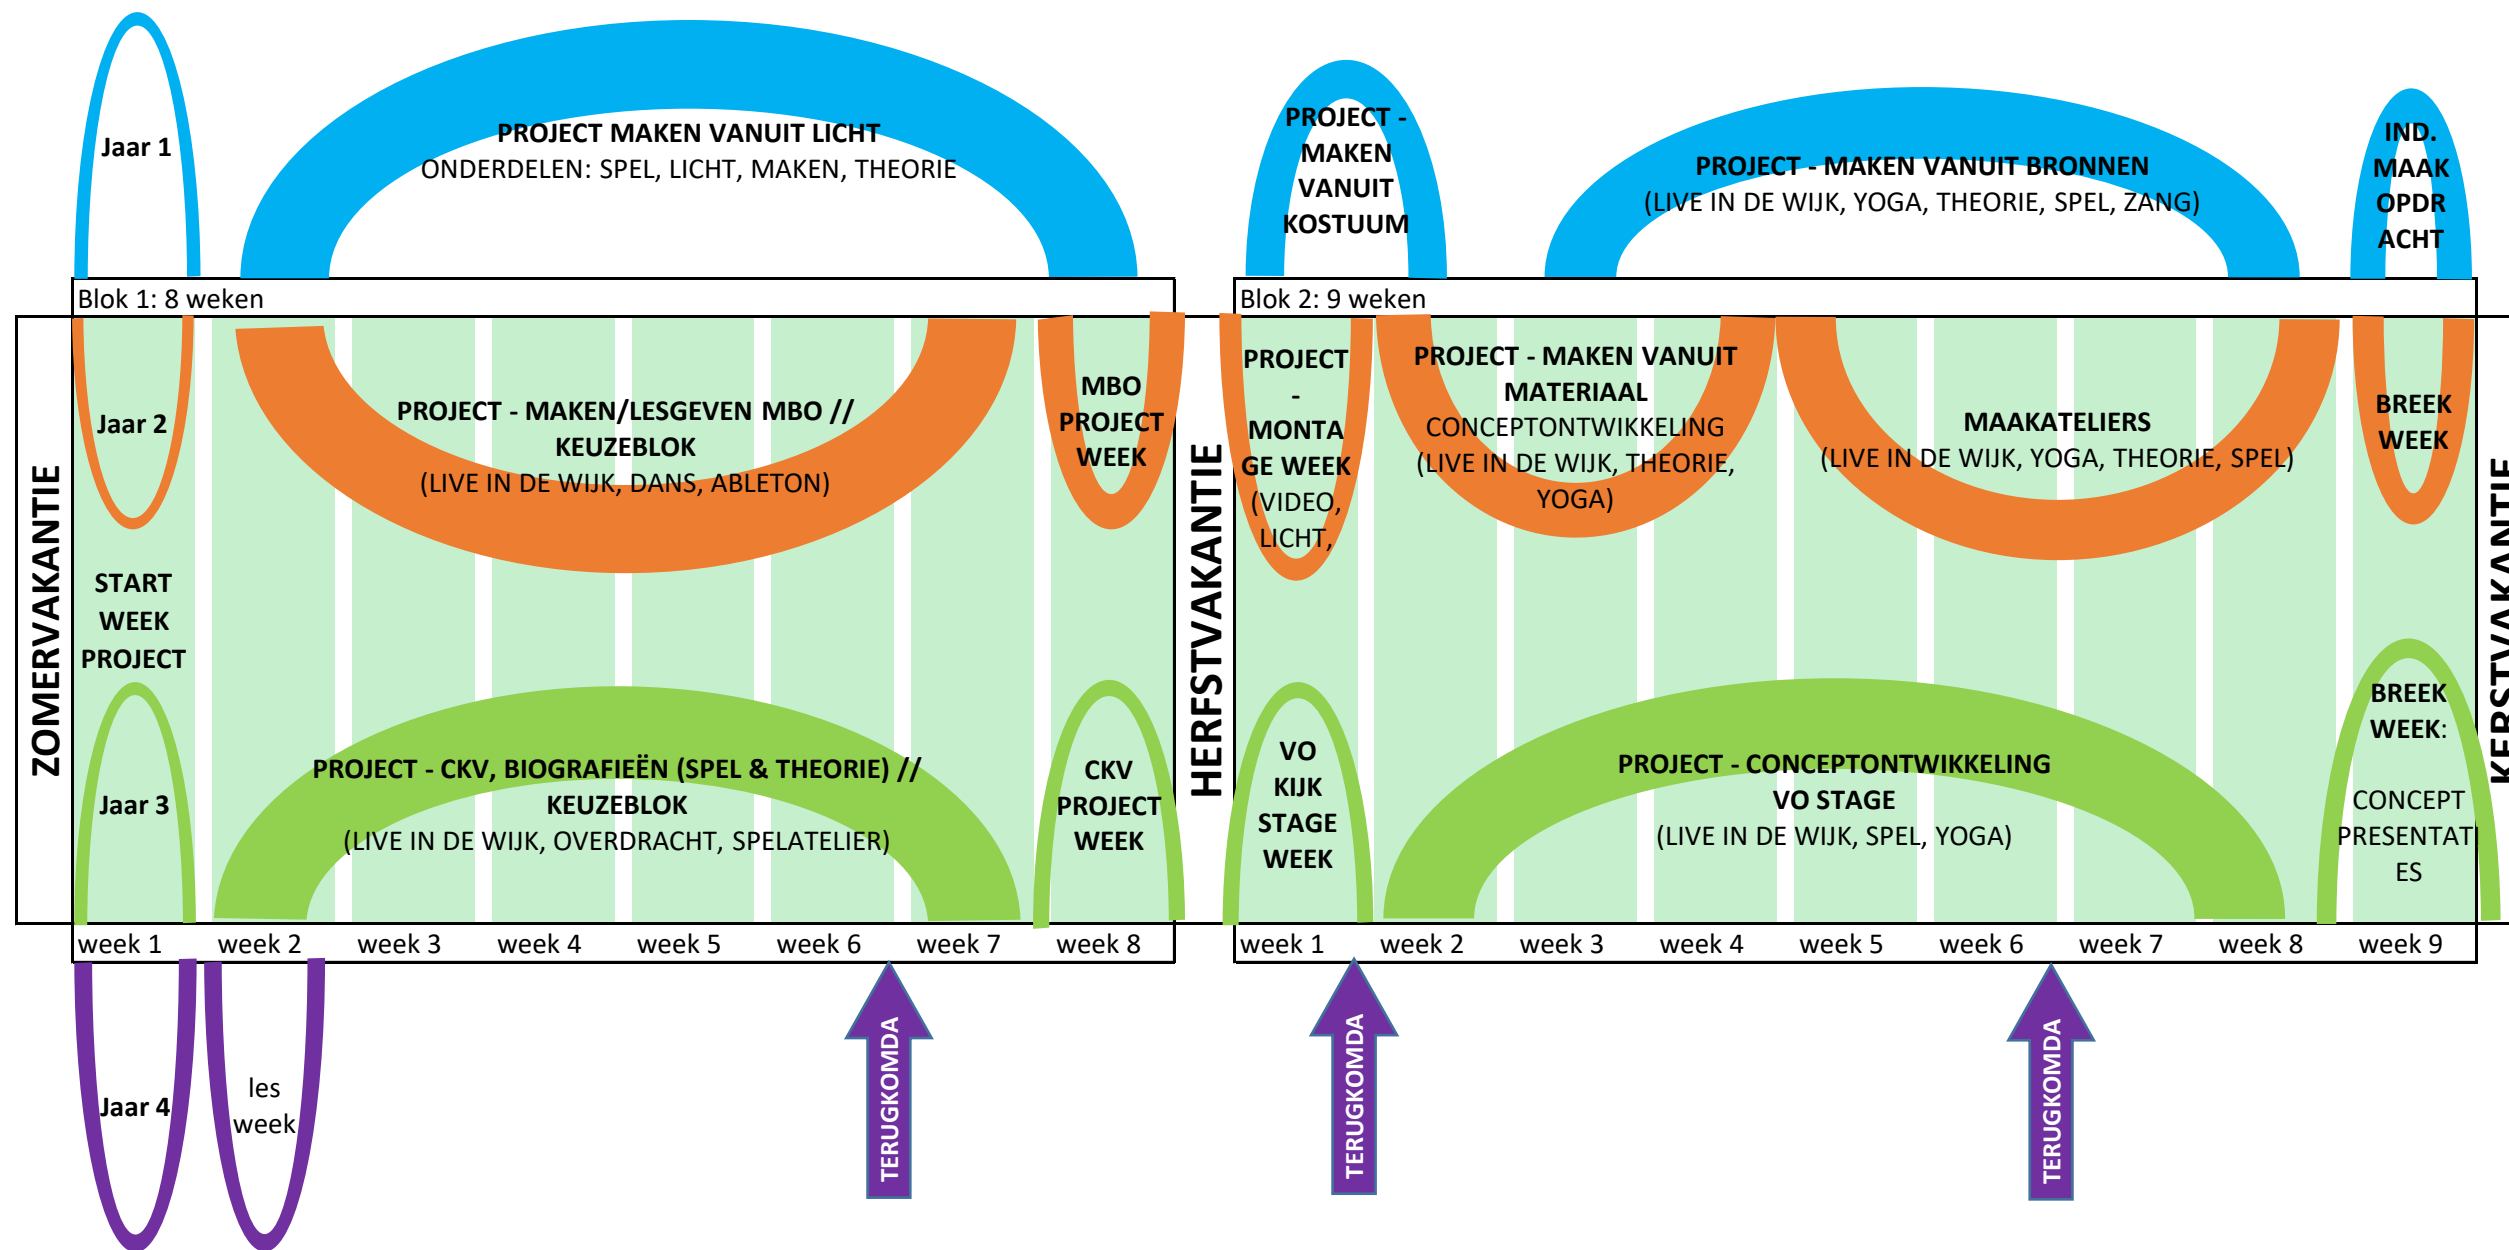 Jaar 1
PROJECT MAKEN VANUIT LICHT
ONDERDELEN: SPEL, LICHT, MAKEN, THEORIE
PROJECT -
MAKEN
VANUIT
KOSTUUM
PROJECT - MAKEN VANUIT BRONNEN
(LIVE IN DE WIJK, YOGA, THEORIE, SPEL, ZANG)
IND.
MAAK
OPDR
ACHT
Blok 1: 8 weken
Blok 2: 9 weken
ZOMERVAKANTIE
Jaar 2
PROJECT - MAKEN/LESGEVEN MBO //
KEUZEBLOK
(LIVE IN DE WIJK, DANS, ABLETON)
MBO
PROJECT
WEEK
HERFSTVAKANTIE
PROJECT
-
MONTA
GE WEEK
(VIDEO,
LICHT,
PROJECT - MAKEN VANUIT
MATERIAAL
CONCEPTONTWIKKELING
(LIVE IN DE WIJK, THEORIE,
YOGA)
MAAKATELIERS
(LIVE IN DE WIJK, YOGA, THEORIE, SPEL)
BREEK
WEEK
KERSTVAKANTIE
START
WEEK
PROJECT
Jaar 3
PROJECT - CKV, BIOGRAFIEËN (SPEL & THEORIE) //
KEUZEBLOK
(LIVE IN DE WIJK, OVERDRACHT, SPELATELIER)
CKV
PROJECT
WEEK
VO
KIJK
STAGE
WEEK
PROJECT - CONCEPTONTWIKKELING
VO STAGE
(LIVE IN DE WIJK, SPEL, YOGA)
BREEK
WEEK:
CONCEPT
PRESENTATI
ES
week 1
week 2
week 3
week 4
week 5
week 6
week 7
week 8
week 1
week 2
week 3
week 4
week 5
week 6
week 7
week 8
week 9
Jaar 4
les
week
TERUGKOMDA
TERUGKOMDA
TERUGKOMDA